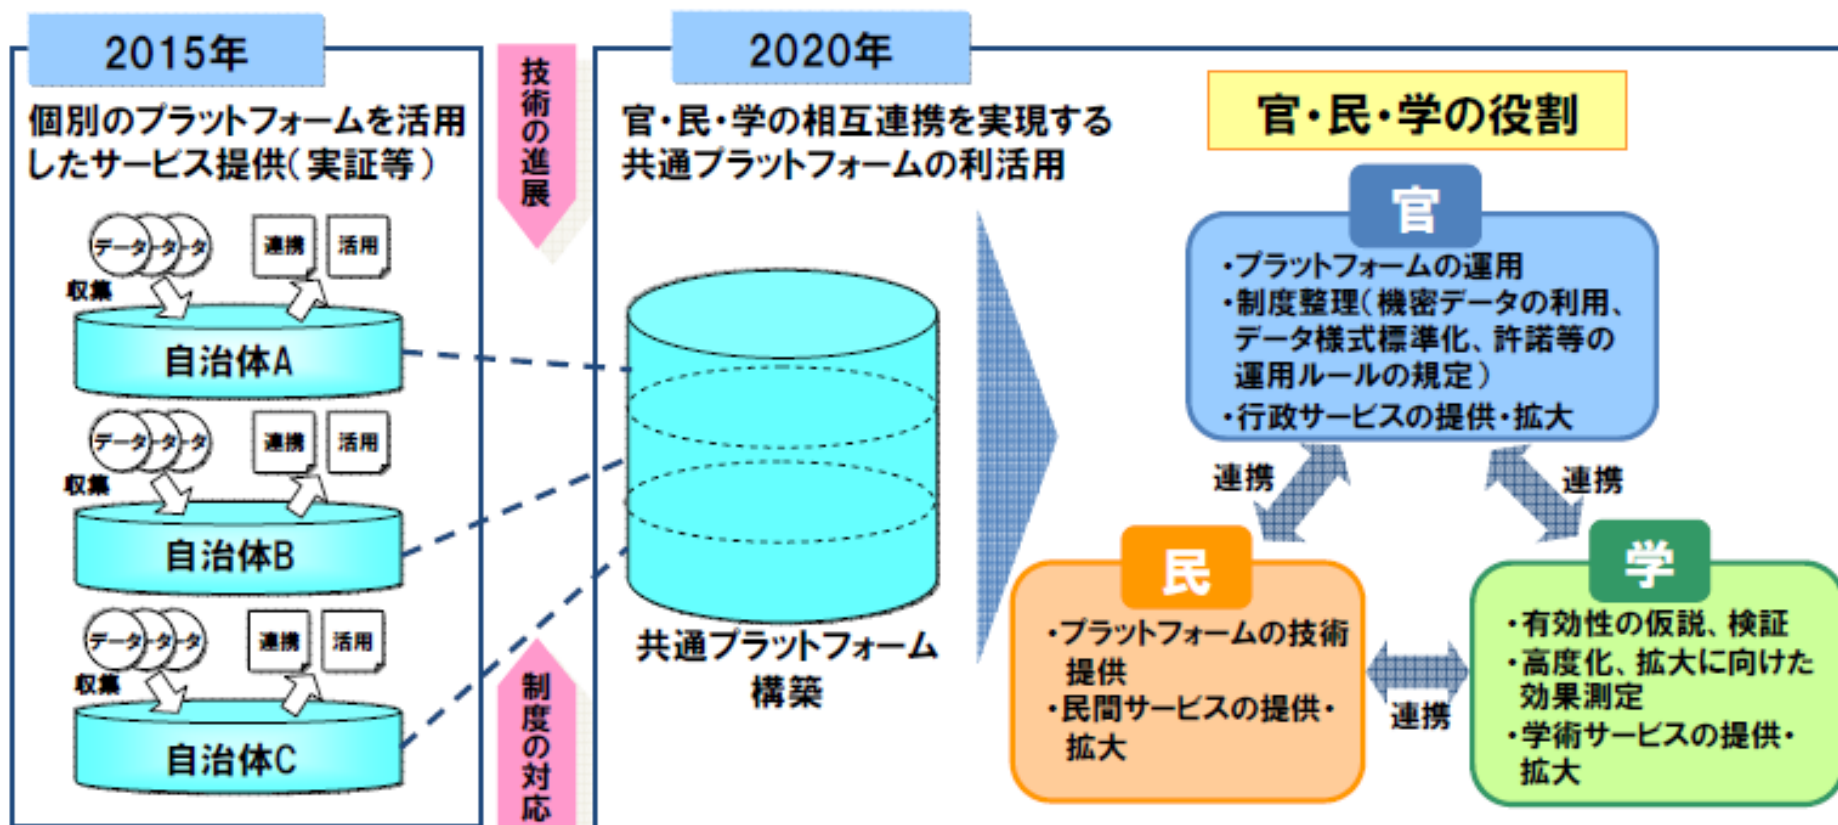 2015年
個別のプラットフォームを活用
したサービス提供(実証等)
データ
ータ
ータ
連携
活用
収集
自治体A
データ
ータ
ータ
連携
活用
収集
自治体B
データ
ータ
ータ
連携
活用
収集
自治体C
技術の進展
制度の対応
2020年
官・民・学の相互連携を実現する
共通プラットフォームの利活用
共通プラットフォーム
構築
官・民・学の役割
官
・プラットフォームの運用
・制度整理(機密データの利用、
データ様式標準化、許諾等の
運用ルールの規定)
・行政サービスの提供・拡大
連携
連携
民
・プラットフォームの技術
提供
・民間サービスの提供・
拡大
連携
学
・有効性の仮説、検証
・高度化、拡大に向けた
効果測定
・学術サービスの提供・
拡大